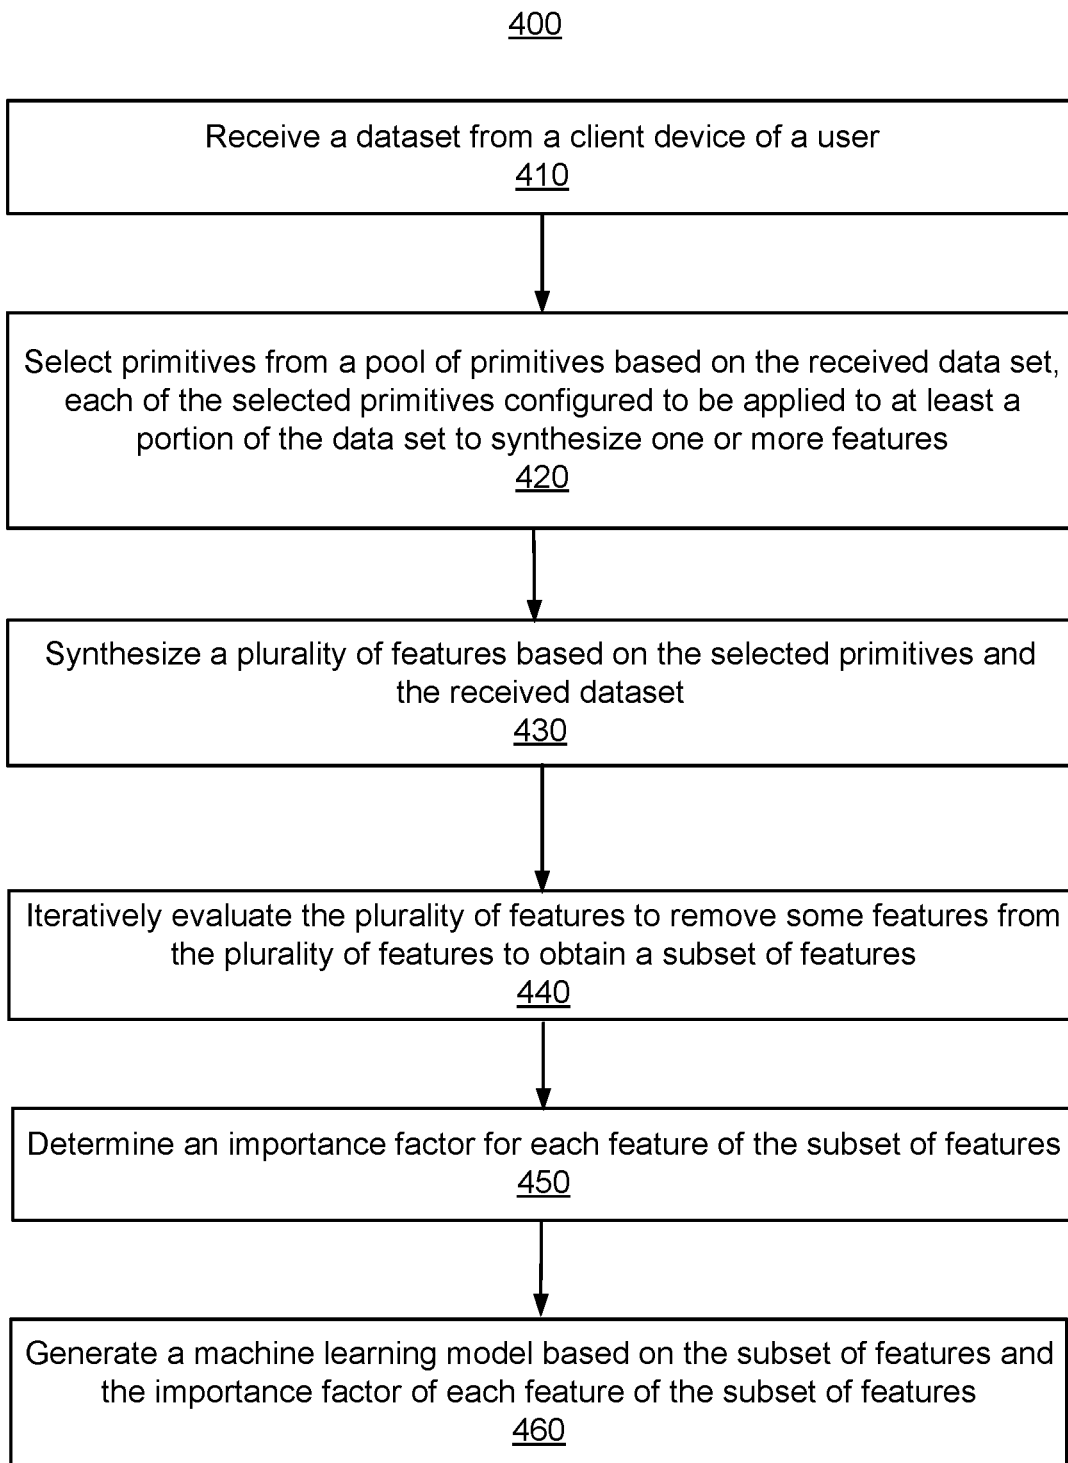 400
Receive a dataset from a client device of a user
410
Select primitives from a pool of primitives based on the received data set,
each of the selected primitives configured to be applied to at least a
portion of the data set to synthesize one or more features
420
Synthesize a plurality of features based on the selected primitives and
the received dataset
430
Iteratively evaluate the plurality of features to remove some features from
the plurality of features to obtain a subset of features
440
Determine an importance factor for each feature of the subset of features
450
Generate a machine learning model based on the subset of features and
the importance factor of each feature of the subset of features
460